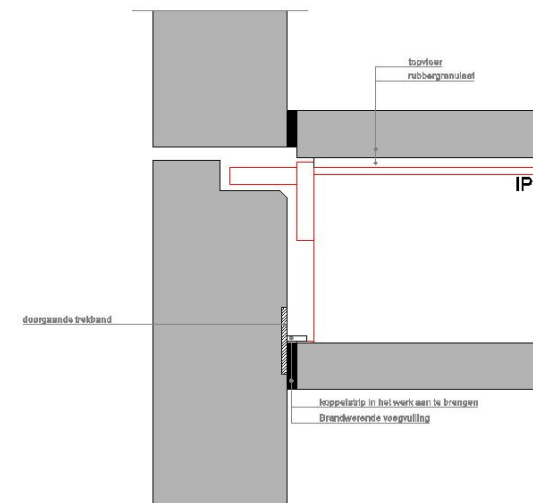 topvloer
rubbergranulaat
IP
doorgaande trekband
koppelstrip in het werk aan te brengen
Brandwerende voegvulling